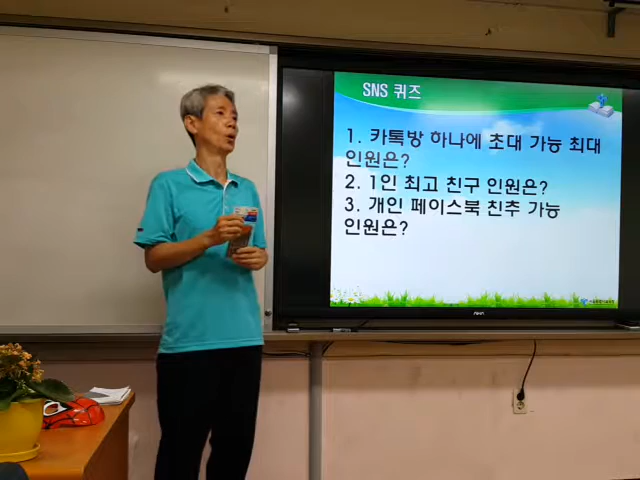 SNS 퀴즈
1. 카톡방 하나에 초대 가능 최대
인원은?
2. 1인 최고 친구 인원은?
3. 개인 페이스북 친추 가능
인원은?